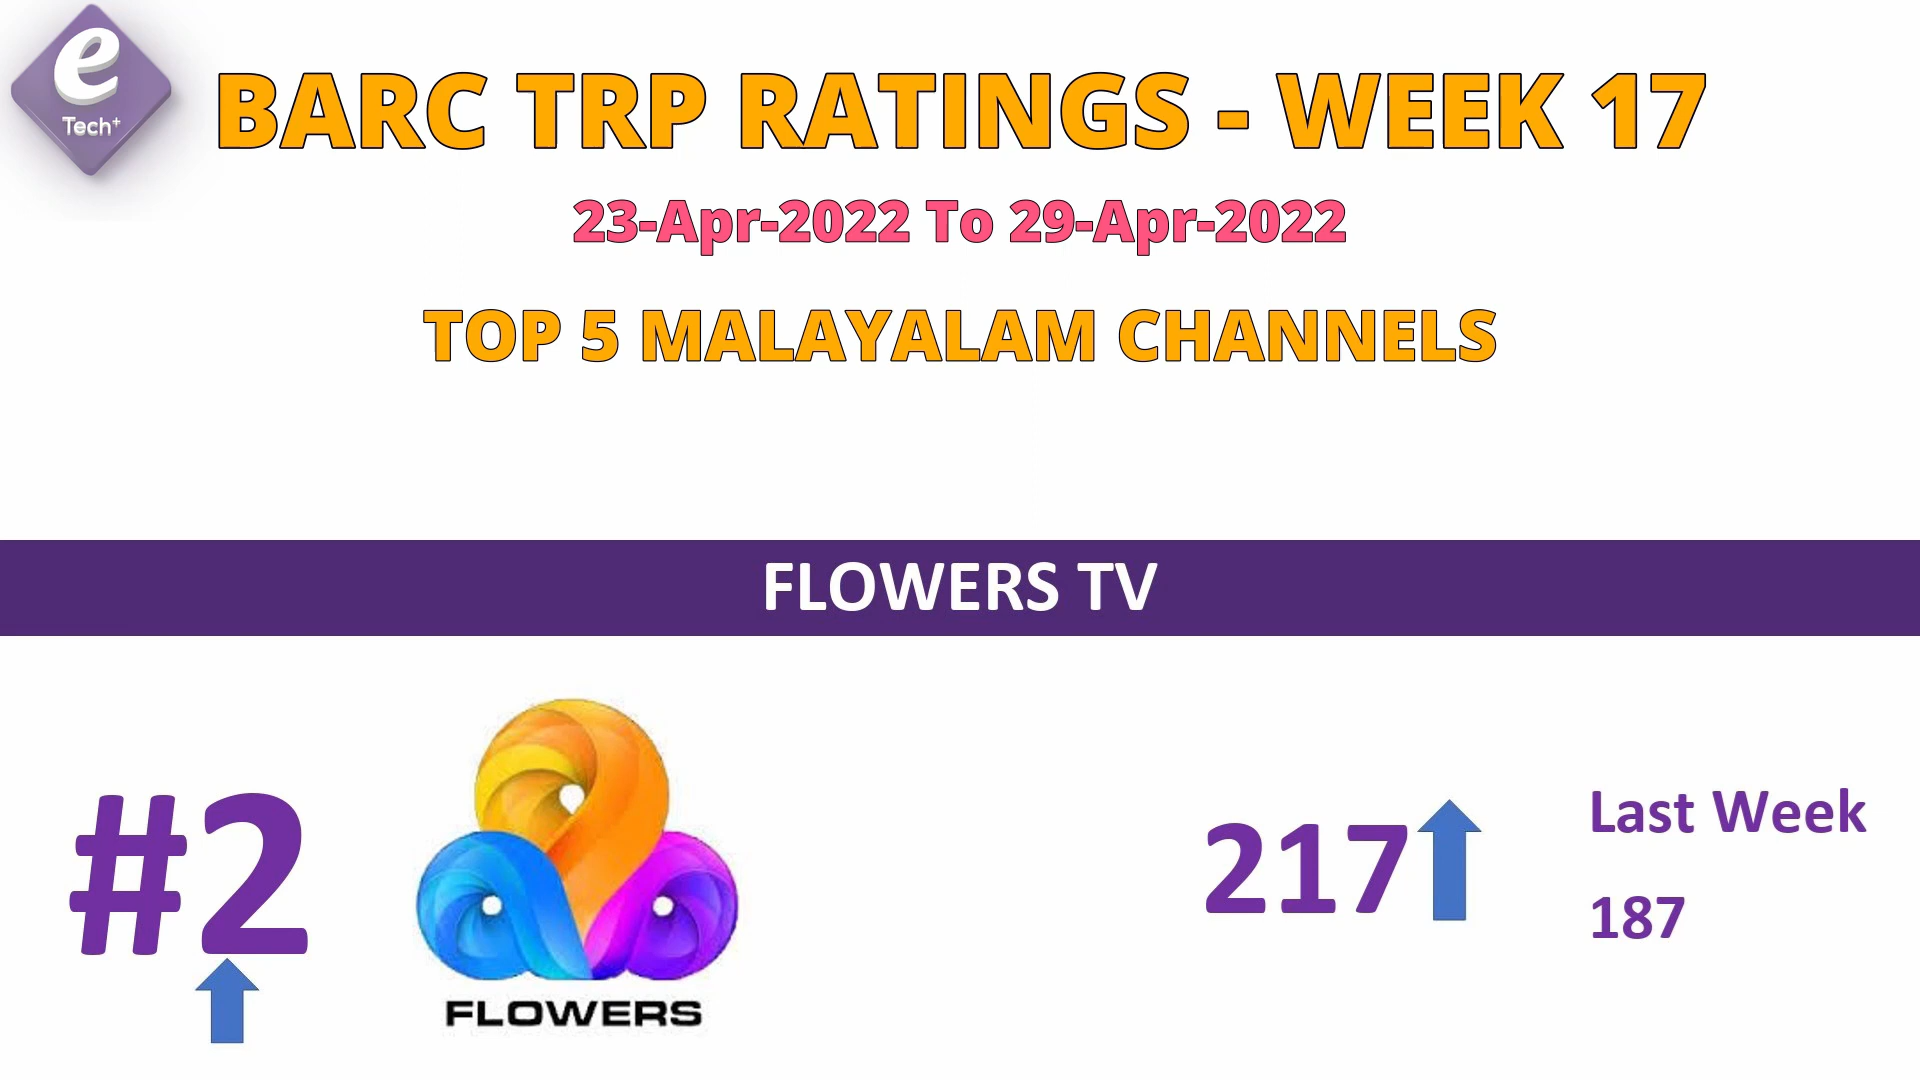 e
Tech+
BARC TRP RATINGS - WEEK 17
23-Apr-2022 To 29-Apr-2022
TOP 5 MALAYALAM CHANNELS
FLOWERS TV
#2
FLOWERS
217
Last Week
187